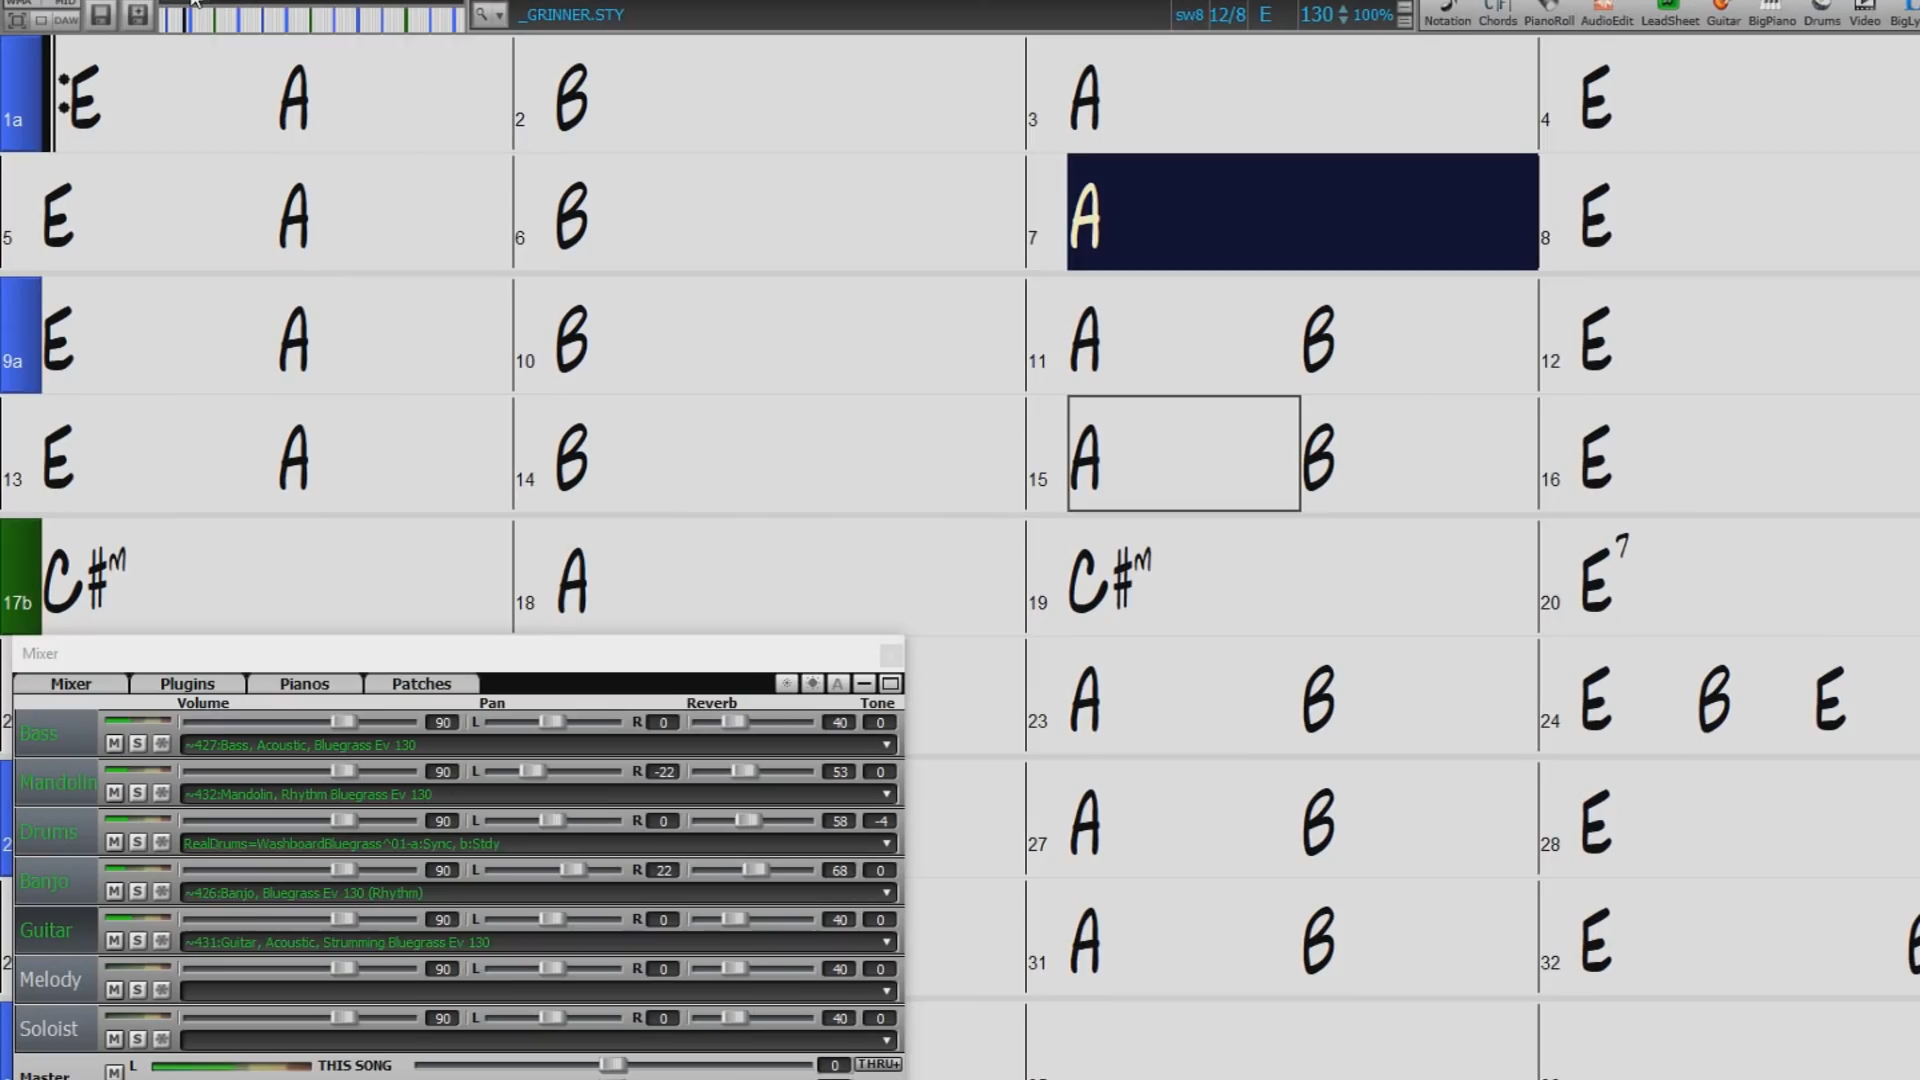 WMA MID
DAW
_GRINNER.STY
sw8 12/8 E 130 100%
Notation Chords PianoRoll AudioEdit LeadSheet Guitar BigPiano Drums Video
1a E A 2 B 3 A 4 E
5 E A 6 B 7 A 8 E
9a E A 10 B 11 A B 12 E
13 E A 14 B 15 A B 16 E
17b C#m 18 A 19 C#m 20 E7
23 A B 24 E B E
27 A B 28 E
31 A B 32 E
Mixer
Mixer Plugins Pianos Patches A
Volume Pan Reverb Tone
Bass 90 L R 0 40 0
M S ~427:Bass, Acoustic, Bluegrass Ev 130
Mandolin 90 L R -22 53 0
M S ~432:Mandolin, Rhythm Bluegrass Ev 130
Drums 90 L R 0 58 -4
M S RealDrums=WashboardBluegrass^01-a:Sync, b:Stdy
Banjo 90 L R 22 68 0
M S ~426:Banjo, Bluegrass Ev 130 (Rhythm)
Guitar 90 L R 0 40 0
M S ~431:Guitar, Acoustic, Strumming Bluegrass Ev 130
Melody 90 L R 0 40 0
M S
Soloist 90 L R 0 40 0
M S
Master M L THIS SONG 0 THRU+